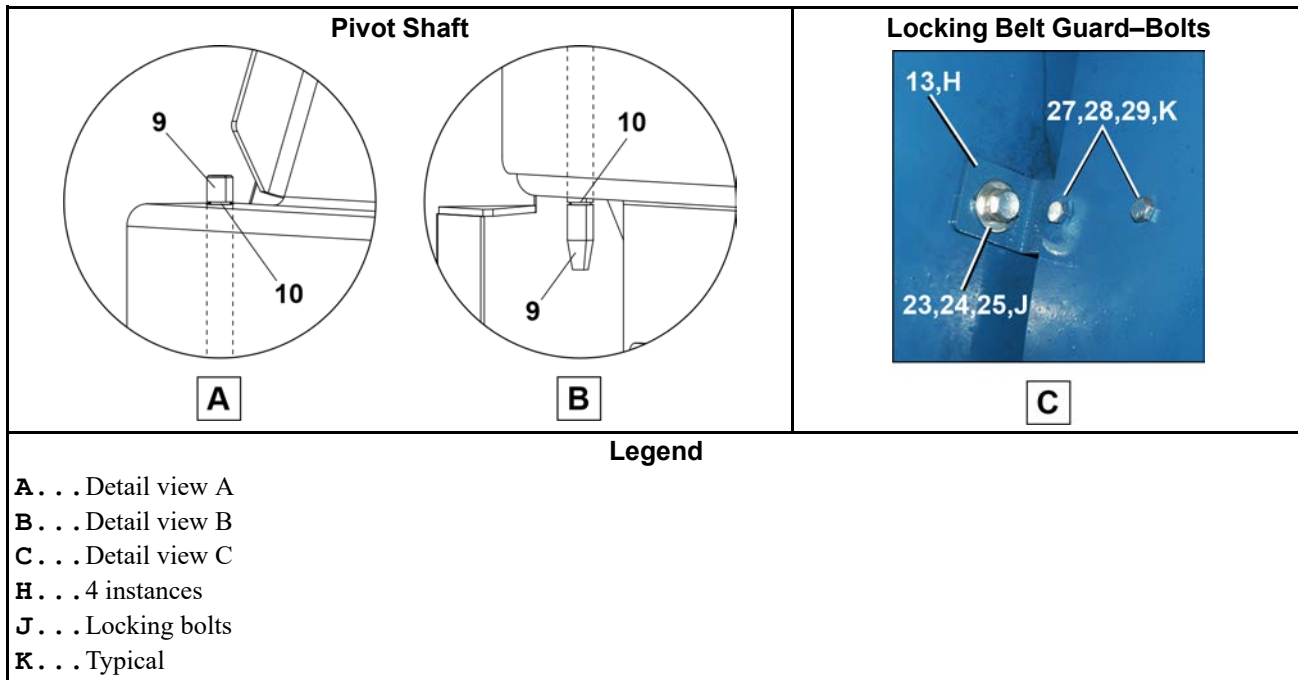 Pivot Shaft
9
10
A
10
9
B
Locking Belt Guard–Bolts
13,H
27,28,29,K
23,24,25,J
C
Legend
A...Detail view A
B...Detail view B
C...Detail view C
H...4 instances
J...Locking bolts
K...Typical